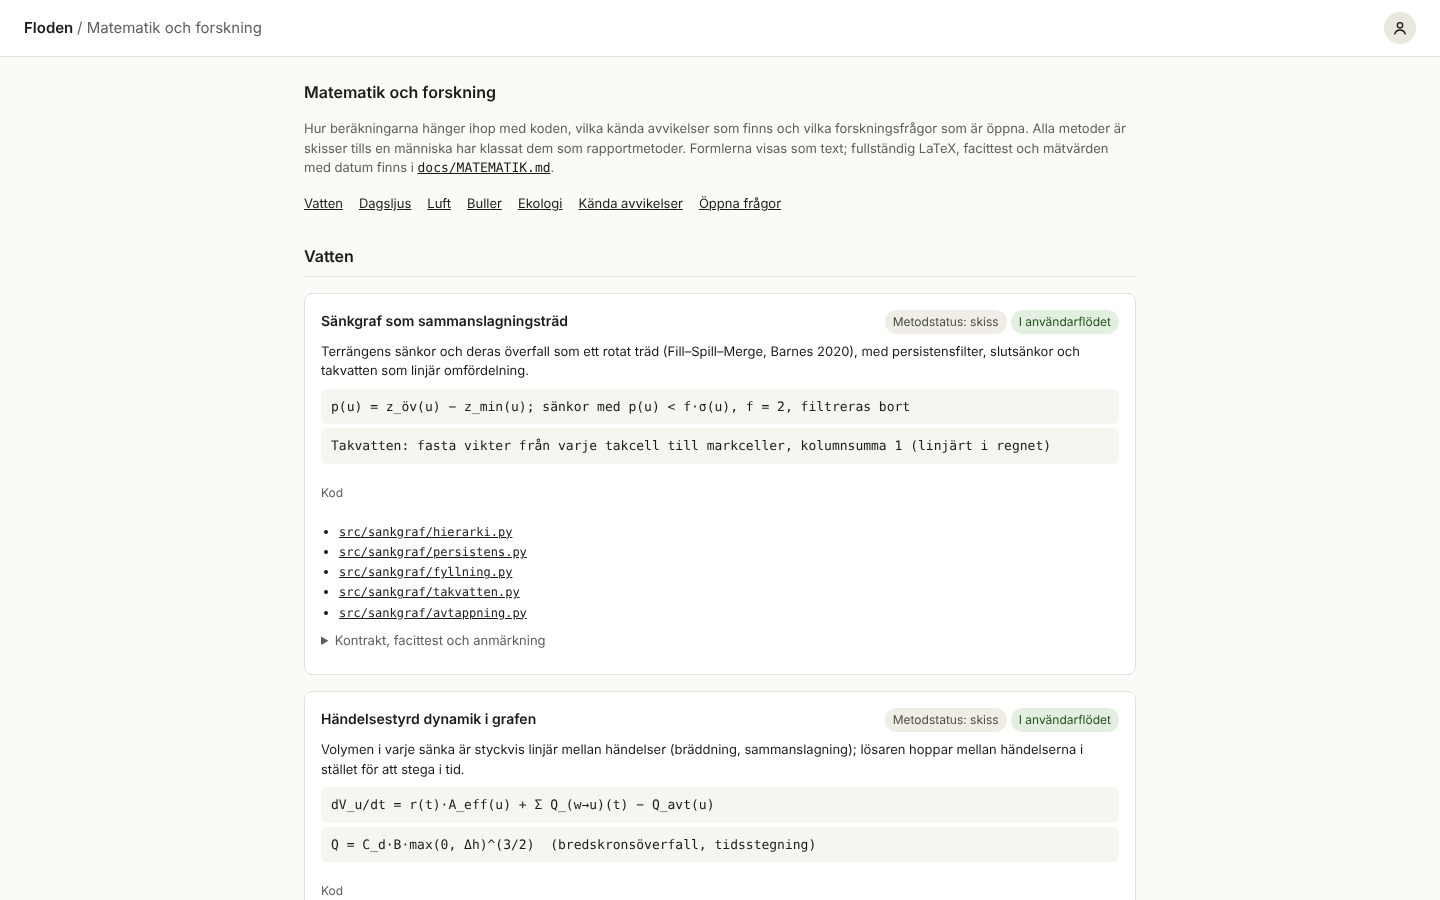 Floden / Matematik och forskning
Matematik och forskning
Hur beräkningarna hänger ihop med koden, vilka kända avvikelser som finns och vilka forskningsfrågor som är öppna. Alla metoder är
skisser tills en människa har klassat dem som rapportmetoder. Formlerna visas som text; fullständig LaTeX, facittest och mätvärden
med datum finns i docs/MATEMATIK.md.
Vatten Dagsljus Luft Buller Ekologi Kända avvikelser Öppna frågor
Vatten
Sänkgraf som sammanslagningsträd Metodstatus: skiss I användarflödet
Terrängens sänkor och deras överfall som ett rotat träd (Fill–Spill–Merge, Barnes 2020), med persistensfilter, slutsänkor och
takvatten som linjär omfördelning.
p(u) = z_öv(u) − z_min(u); sänkor med p(u) < f·σ(u), f = 2, filtreras bort
Takvatten: fasta vikter från varje takcell till markceller, kolumnsumma 1 (linjärt i regnet)
Kod
• src/sankgraf/hierarki.py
• src/sankgraf/persistens.py
• src/sankgraf/fyllning.py
• src/sankgraf/takvatten.py
• src/sankgraf/avtappning.py
▶ Kontrakt, facittest och anmärkning
Händelsestyrd dynamik i grafen Metodstatus: skiss I användarflödet
Volymen i varje sänka är styckvis linjär mellan händelser (bräddning, sammanslagning); lösaren hoppar mellan händelserna i
stället för att stega i tid.
dV_u/dt = r(t)·A_eff(u) + Σ Q_(w→u)(t) − Q_avt(u)
Q = C_d·B·max(0, Δh)^(3/2)  (bredskronsöverfall, tidsstegning)
Kod